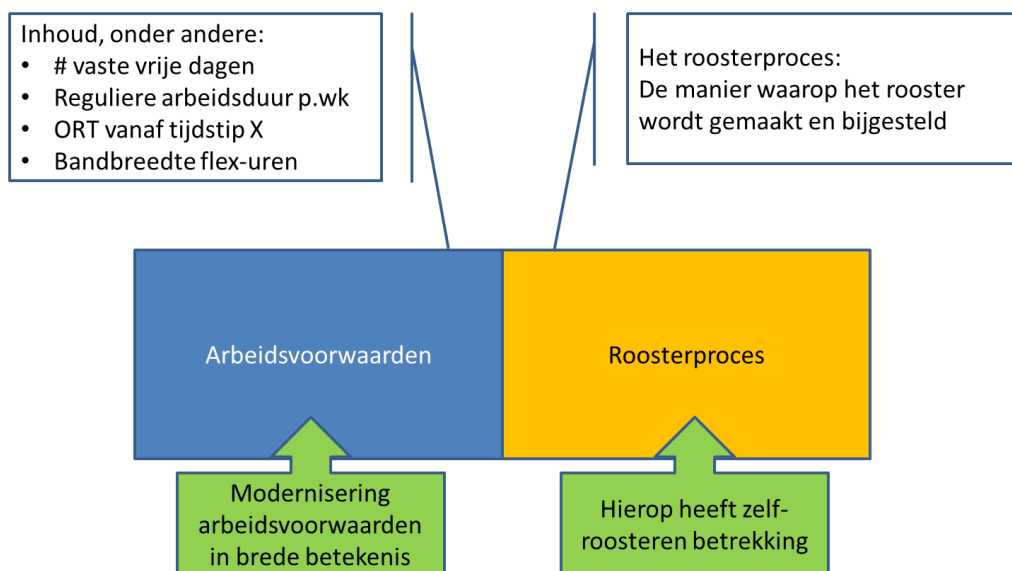 Inhoud, onder andere:
• # vaste vrije dagen
• Reguliere arbeidsduur p.wk
• ORT vanaf tijdstip X
• Bandbreedte flex-uren
Het roosterproces:
De manier waarop het rooster
wordt gemaakt en bijgesteld
Arbeidsvoorwaarden
Roosterproces
Modernisering
arbeidsvoorwaarden
in brede betekenis
Hierop heeft zelf-
roosteren betrekking